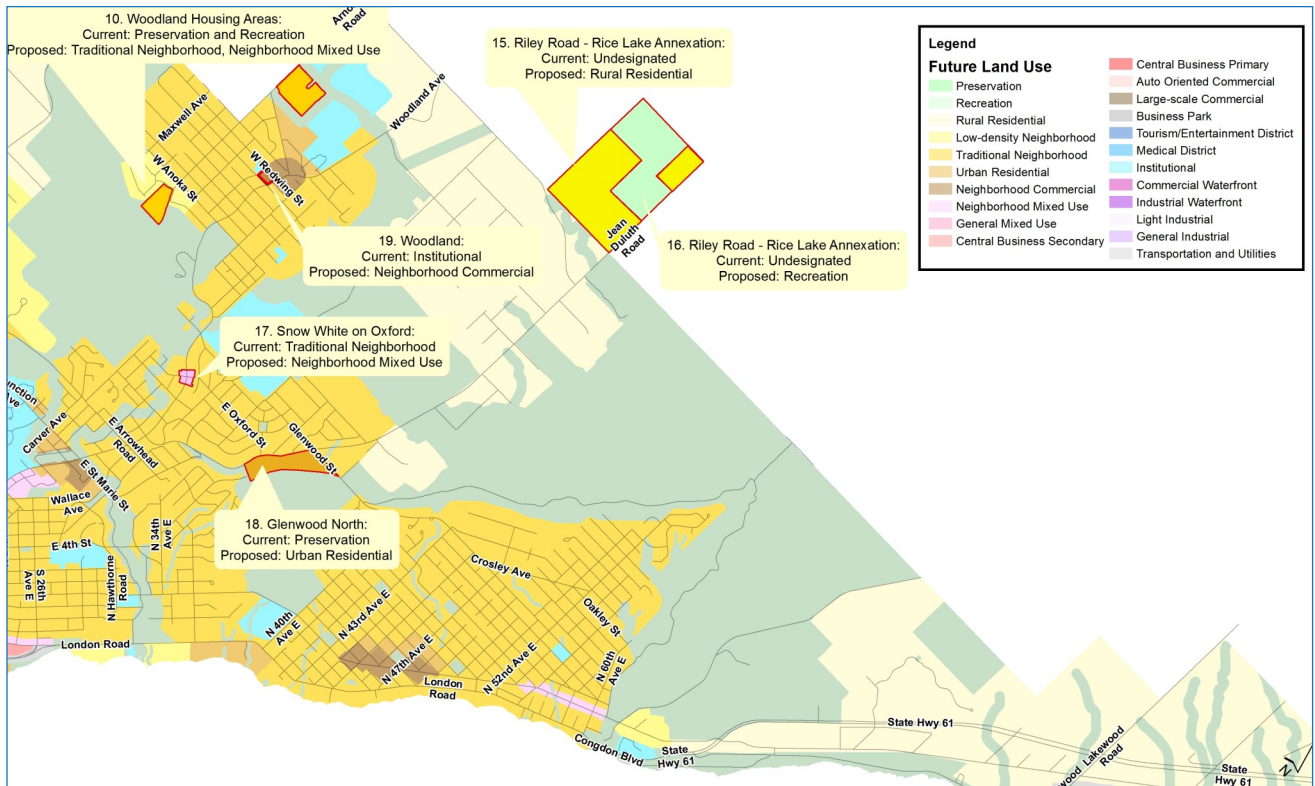 10. Woodland Housing Areas:
Current: Preservation and Recreation
Proposed: Traditional Neighborhood, Neighborhood Mixed Use
Road
15. Riley Road - Rice Lake Annexation:
Current: Undesignated
Proposed: Rural Residential
Legend
Future Land Use
Preservation
Recreation
Rural Residential
Low-density Neighborhood
Traditional Neighborhood
Urban Residential
Neighborhood Commercial
Neighborhood Mixed Use
General Mixed Use
Central Business Secondary
Central Business Primary
Auto Oriented Commercial
Large-scale Commercial
Business Park
Tourism/Entertainment District
Medical District
Institutional
Commercial Waterfront
Industrial Waterfront
Light Industrial
General Industrial
Transportation and Utilities
Maxwell Ave
Woodland Ave
W Anoka St
W Redwing St
Jean
Duluth
Road
19. Woodland:
Current: Institutional
Proposed: Neighborhood Commercial
16. Riley Road - Rice Lake Annexation:
Current: Undesignated
Proposed: Recreation
17. Snow White on Oxford:
Current: Traditional Neighborhood
Proposed: Neighborhood Mixed Use
Carver Ave
E Arrowhead
Road
E Oxford St
Glenwood St
E St Marie St
Wallace
Ave
N 34th
Ave E
18. Glenwood North:
Current: Preservation
Proposed: Urban Residential
E 4th St
S 26th
Ave E
N Hawthorne
Road
Crosley Ave
N 40th
Ave E
N 43rd Ave E
Oakley St
London Road
N 47th Ave E
N 52nd Ave E
N 60th
Ave E
London
Road
State Hwy 61
Congdon Blvd
State
Hwy 61
Lakewood
Road
State
Hwy 61
N